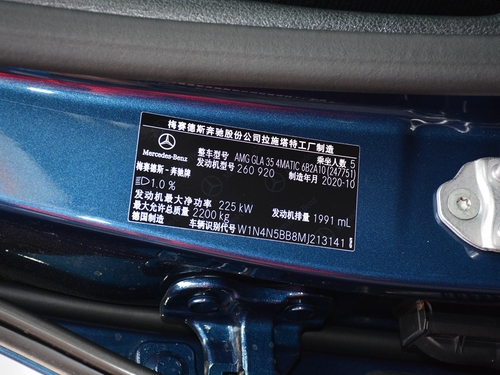 梅赛德斯奔驰股份公司拉施塔特工厂制造
Mercedes-Benz
整车型号 AMG GLA 35 4MATIC 6B2A10 (247751) 乘坐人数 5
发动机型号 260 920 制造年月 2020-10
梅赛德斯-奔驰牌
1.0 %
发动机最大净功率 225 kW
最大允许总质量 2200 kg 发动机排量 1991 mL
德国制造 车辆识别代号 W1N4N5BB8MJ213141